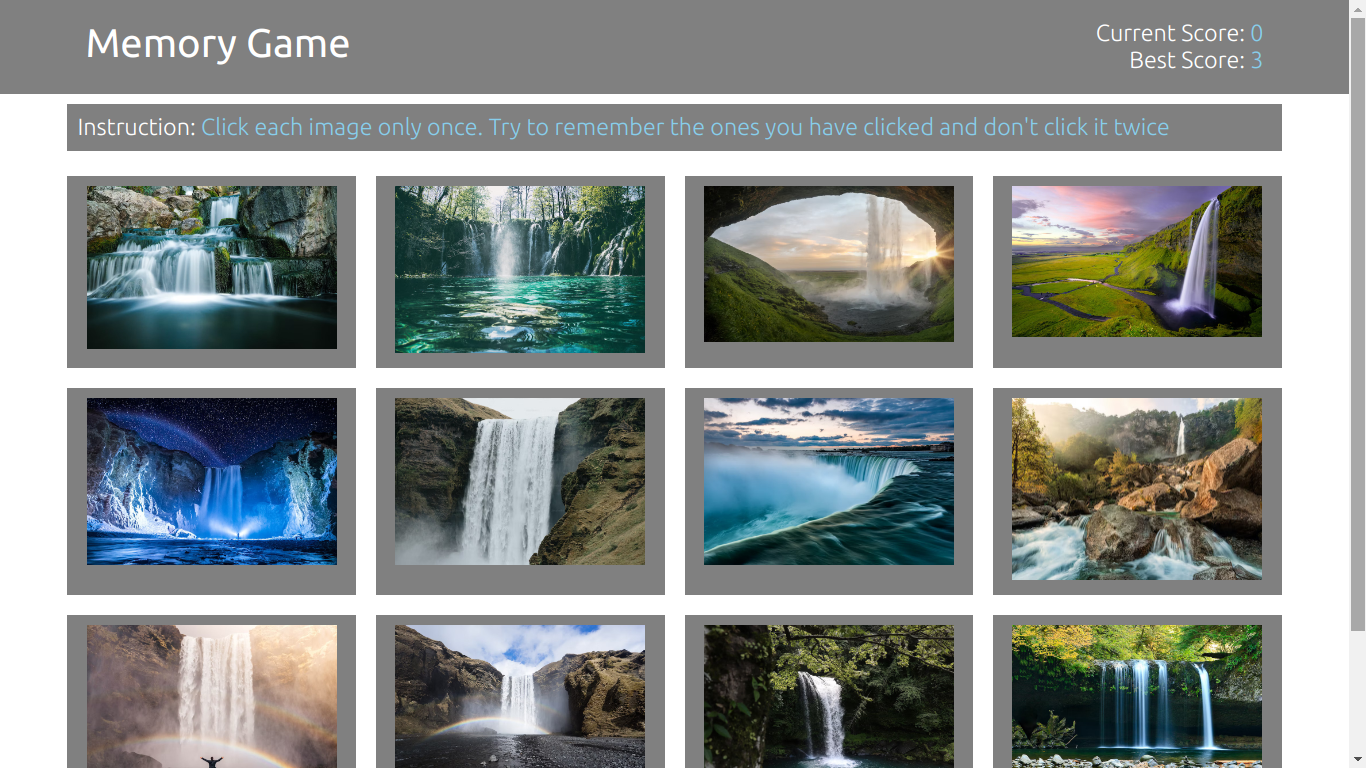 Memory Game
Current Score: 0
Best Score: 3
Instruction: Click each image only once. Try to remember the ones you have clicked and don't click it twice